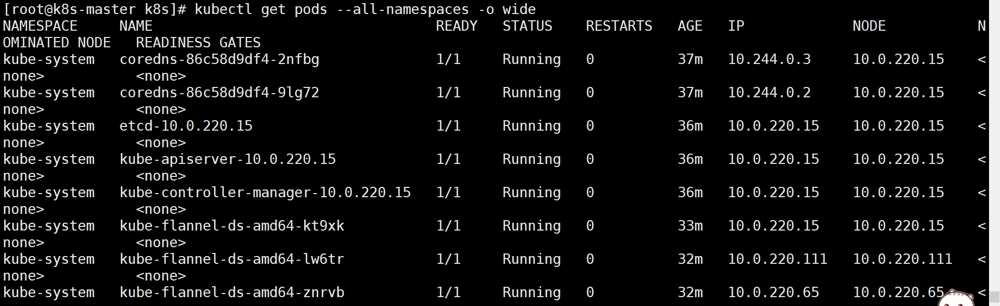 [root@k8s-master k8s]# kubectl get pods --all-namespaces -o wide
NAMESPACE     NAME                                  READY   STATUS    RESTARTS   AGE   IP             NODE           N
OMINATED NODE   READINESS GATES
kube-system   coredns-86c58d9df4-2nfbg              1/1     Running   0          37m   10.244.0.3     10.0.220.15    <
none>           <none>
kube-system   coredns-86c58d9df4-9lg72              1/1     Running   0          37m   10.244.0.2     10.0.220.15    <
none>           <none>
kube-system   etcd-10.0.220.15                      1/1     Running   0          36m   10.0.220.15    10.0.220.15    <
none>           <none>
kube-system   kube-apiserver-10.0.220.15            1/1     Running   0          36m   10.0.220.15    10.0.220.15    <
none>           <none>
kube-system   kube-controller-manager-10.0.220.15   1/1     Running   0          36m   10.0.220.15    10.0.220.15    <
none>           <none>
kube-system   kube-flannel-ds-amd64-kt9xk           1/1     Running   0          33m   10.0.220.15    10.0.220.15    <
none>           <none>
kube-system   kube-flannel-ds-amd64-lw6tr           1/1     Running   0          32m   10.0.220.111   10.0.220.111   <
none>           <none>
kube-system   kube-flannel-ds-amd64-znrvb           1/1     Running   0          32m   10.0.220.65    10.0.220.65    <